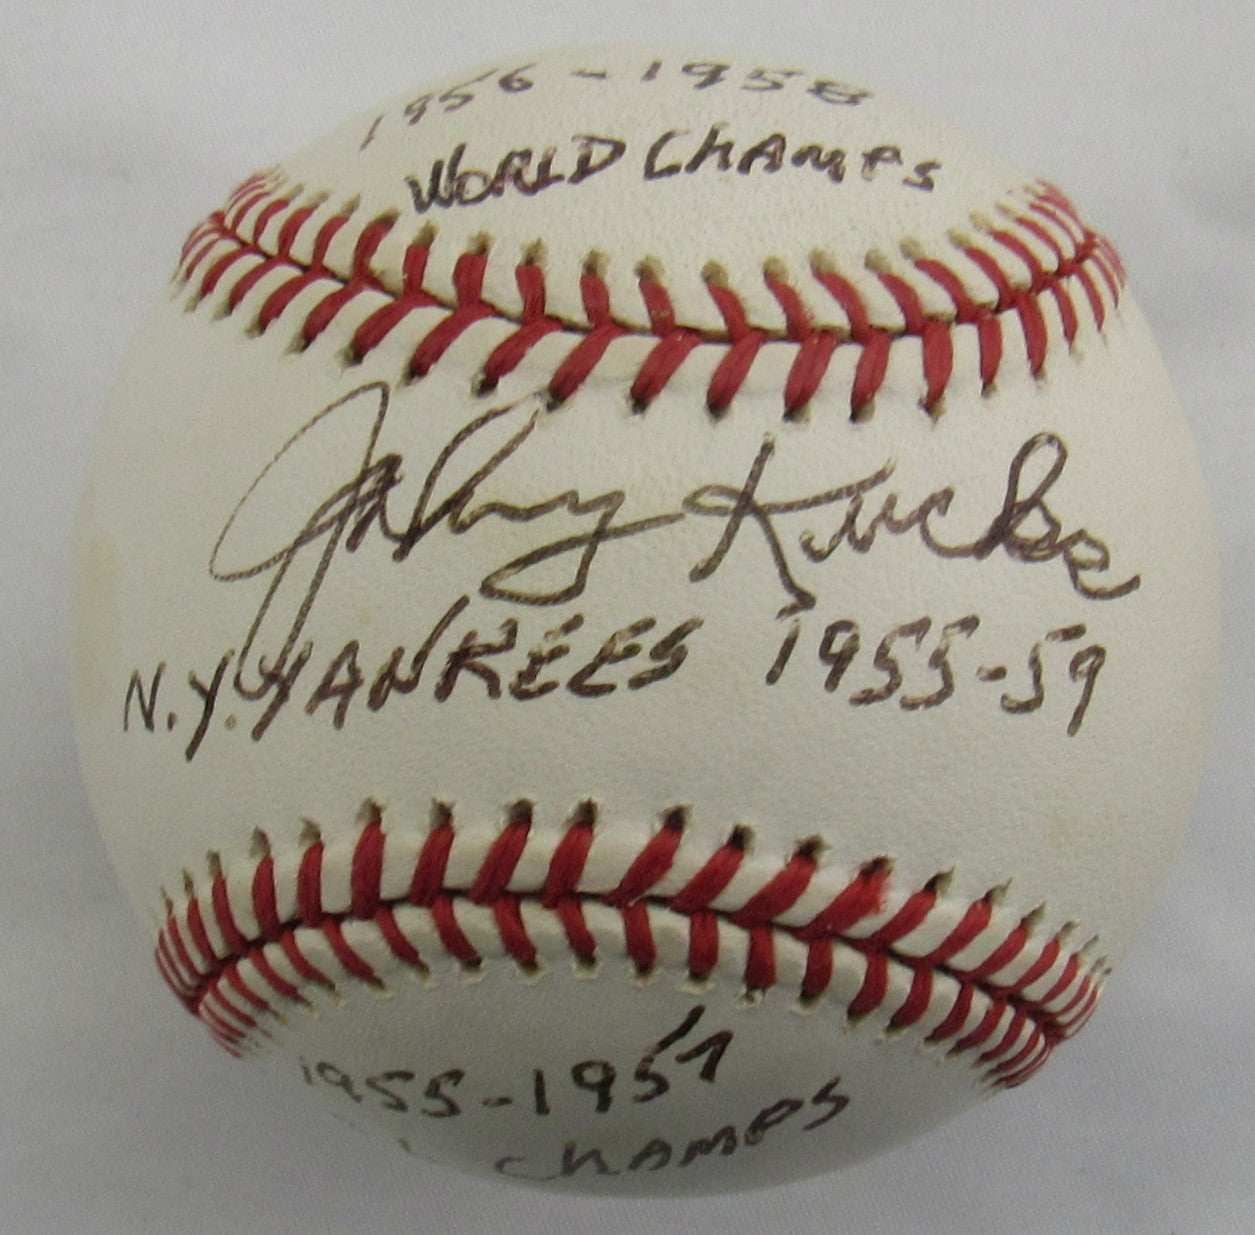 1956-1958
WORLD CHAMPS
Johnny Kucks
N.Y. YANKEES 1955-59
1955-1957
CHAMPS